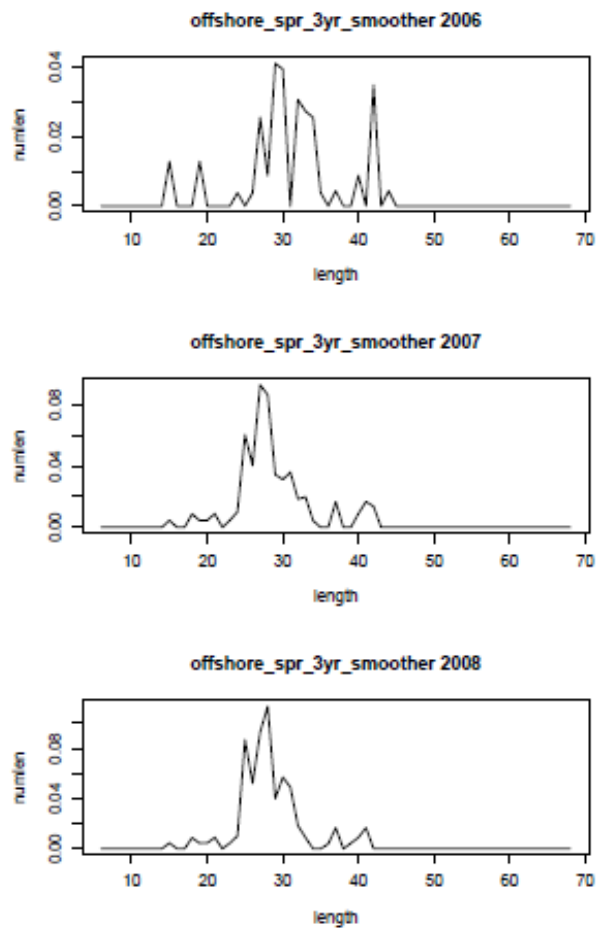 offshore_spr_3yr_smoother 2006
numlen
0.00 0.02 0.04
10 20 30 40 50 60 70
length
offshore_spr_3yr_smoother 2007
numlen
0.00 0.04 0.08
10 20 30 40 50 60 70
length
offshore_spr_3yr_smoother 2008
numlen
0.00 0.04 0.08
10 20 30 40 50 60 70
length